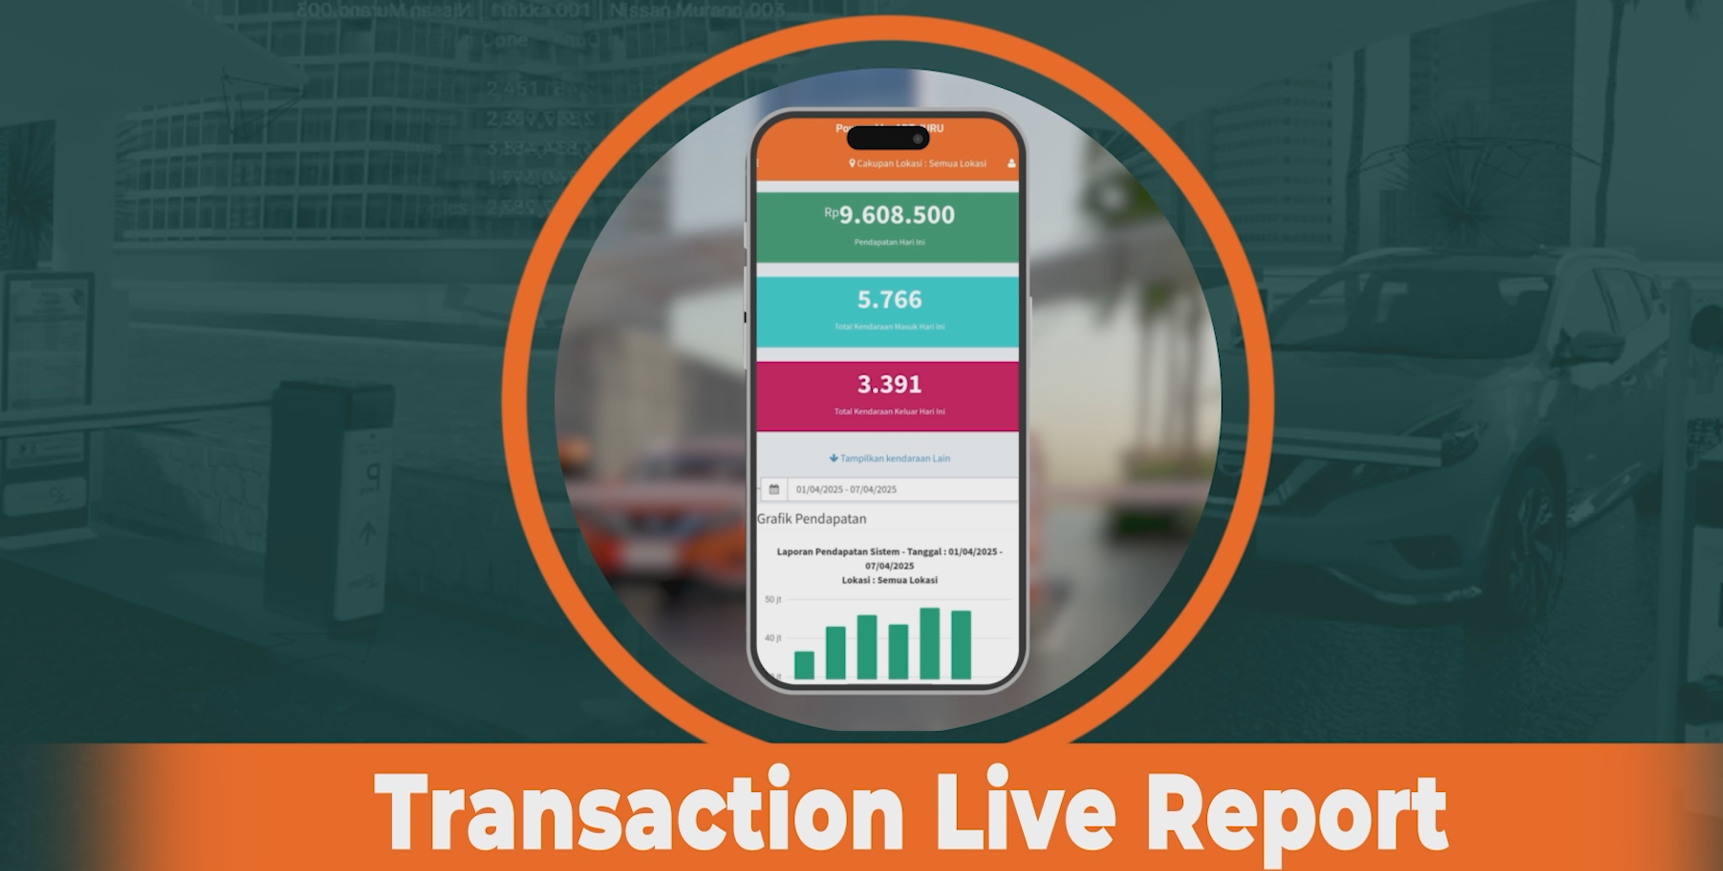 Cakupan Lokasi : Semua Lokasi
Rp9.608.500
Pendapatan Hari Ini
5.766
Total Kendaraan Masuk Hari Ini
3.391
Total Kendaraan Keluar Hari Ini
Tampilkan kendaraan Lain
01/04/2025 - 07/04/2025
Grafik Pendapatan
Laporan Pendapatan Sistem - Tanggal : 01/04/2025 -
07/04/2025
Lokasi : Semua Lokasi
50 jt
40 jt
Transaction Live Report